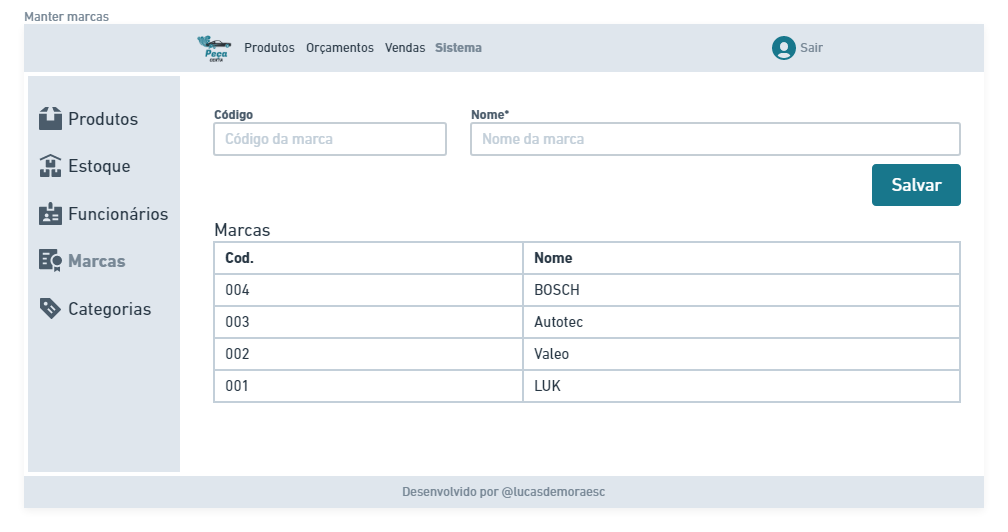 Manter marcas
Peça
Produtos Orçamentos Vendas Sistema
Sair
Produtos
Estoque
Funcionários
Marcas
Categorias
Código
Nome*
Código da marca
Nome da marca
Salvar
Marcas
Cod. Nome
004 BOSCH
003 Autotec
002 Valeo
001 LUK
Desenvolvido por @lucasdemoraesc